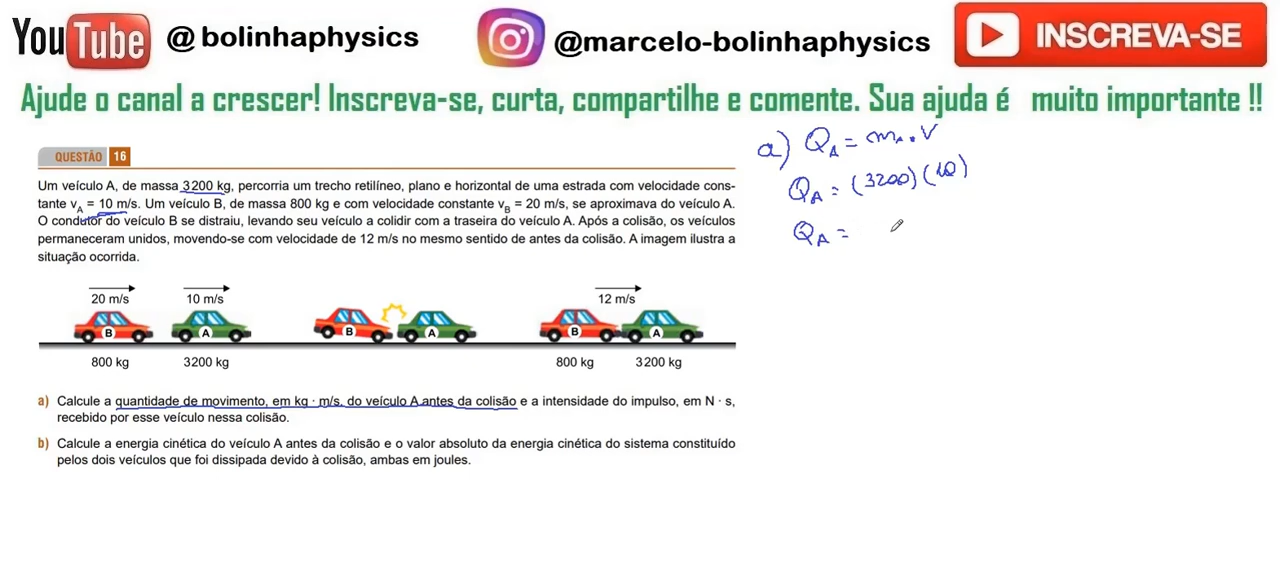 YouTube @bolinhaphysics @marcelo-bolinhaphysics INSCREVA-SE
Ajude o canal a crescer! Inscreva-se, curta, compartilhe e comente. Sua ajuda é muito importante !!
QUESTÃO 16
Um veículo A, de massa 3200 kg, percorria um trecho retilíneo, plano e horizontal de uma estrada com velocidade cons-
tante vA = 10 m/s. Um veículo B, de massa 800 kg e com velocidade constante vB = 20 m/s, se aproximava do veículo A.
O condutor do veículo B se distraiu, levando seu veículo a colidir com a traseira do veículo A. Após a colisão, os veículos
permaneceram unidos, movendo-se com velocidade de 12 m/s no mesmo sentido de antes da colisão. A imagem ilustra a
situação ocorrida.
20 m/s 10 m/s 12 m/s
B A B A B A
800 kg 3200 kg 800 kg 3200 kg
a) Calcule a quantidade de movimento, em kg · m/s, do veículo A antes da colisão e a intensidade do impulso, em N · s,
recebido por esse veículo nessa colisão.
b) Calcule a energia cinética do veículo A antes da colisão e o valor absoluto da energia cinética do sistema constituído
pelos dois veículos que foi dissipada devido à colisão, ambas em joules.
a) QA = mA . V
QA = (3200)(10)
QA =